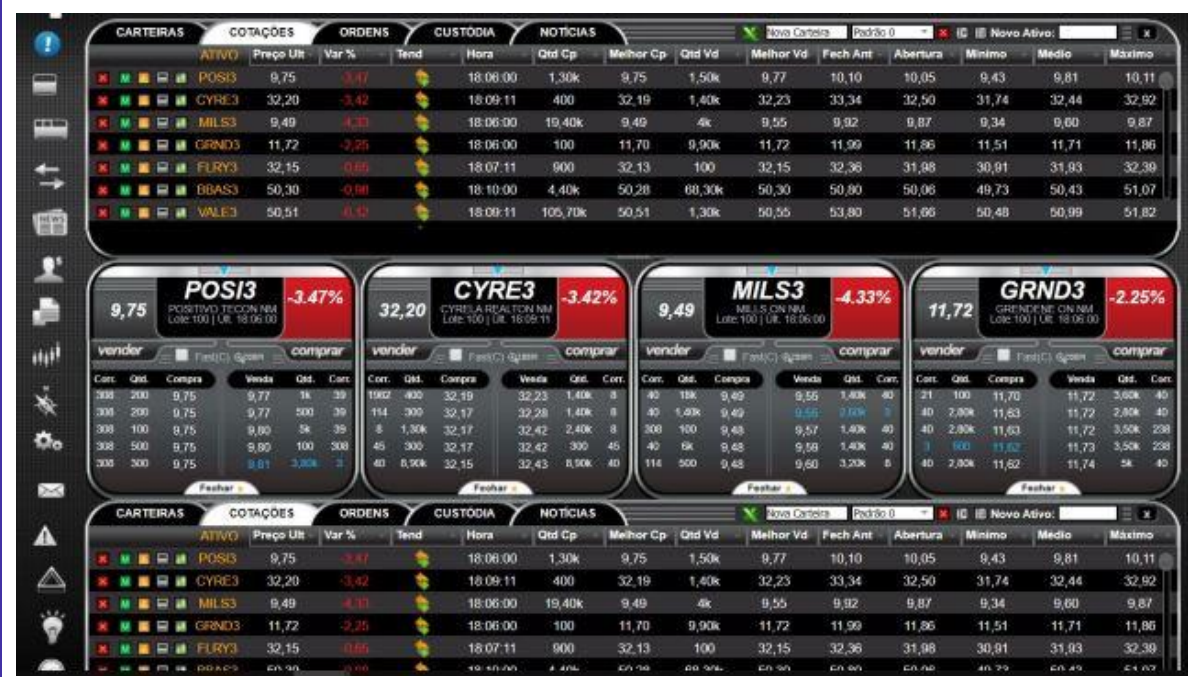 CARTEIRAS COTAÇÕES ORDENS CUSTÓDIA NOTÍCIAS Nova Carteira Padrão 0 Novo Ativo:
ATIVO Preço Ult Var % Tend Hora Qtd Cp Melhor Cp Qtd Vd Melhor Vd Fech Ant Abertura Minimo Médio Máximo
POSI3 9,75 -3,47 18:06:00 1,30k 9,75 1,50k 9,77 10,10 10,05 9,43 9,81 10,11
CYRE3 32,20 -3,42 18:09:11 400 32,19 1,40k 32,23 33,34 32,50 31,74 32,44 32,92
MILS3 9,49 -4,33 18:06:00 19,40k 9,49 4k 9,55 9,92 9,87 9,34 9,60 9,87
GRND3 11,72 -2,25 18:06:00 100 11,70 9,90k 11,72 11,99 11,86 11,51 11,71 11,86
FLRY3 32,15 -0,65 18:07:11 900 32,13 100 32,15 32,36 31,98 30,91 31,93 32,39
BBAS3 50,30 -0,98 18:10:00 4,40k 50,28 68,30k 50,30 50,80 50,06 49,73 50,43 51,07
VALE3 50,51 18:09:11 105,70k 50,51 1,30k 50,55 53,80 51,66 50,48 50,99 51,82
NEWS
9,75 POSI3 -3.47%
POSITIVO TECON NM
Lote:100 | Últ. 18:06:00
vender Fast(C) comprar
Corr. Qtd. Compra Venda Qtd. Corr.
308 200 9,75 9,77 1k 39
308 200 9,75 9,77 500 39
308 100 9,75 9,80 5k 39
308 500 9,75 9,80 100 308
308 500 9,75 9,81 3,80k 3
Fechar
32,20 CYRE3 -3.42%
CYRELA REALTON NM
Lote:100 | Últ. 18:09:11
vender Fast(C) comprar
Corr. Qtd. Compra Venda Qtd. Corr.
1982 400 32,19 32,23 1,40k 8
114 300 32,17 32,28 1,40k 8
8 1,30k 32,17 32,42 2,40k 8
45 300 32,17 32,42 300 45
40 8,90k 32,15 32,43 8,90k 40
Fechar
9,49 MILS3 -4.33%
MILLS ON NM
Lote:100 | Últ. 18:06:00
vender Fast(C) comprar
Corr. Qtd. Compra Venda Qtd. Corr.
40 18k 9,49 9,55 1,40k 40
40 1,40k 9,49 9,56 2,60k 3
308 100 9,48 9,57 1,40k 40
40 6k 9,48 9,59 1,40k 40
114 500 9,48 9,60 3,20k 8
Fechar
11,72 GRND3 -2.25%
GRENDENE ON NM
Lote:100 | Últ. 18:06:00
vender Fast(C) comprar
Corr. Qtd. Compra Venda Qtd. Corr.
21 100 11,70 11,72 3,60k 40
40 2,80k 11,63 11,72 2,80k 40
40 2,80k 11,63 11,72 3,50k 238
3 500 11,62 11,73 3,50k 238
40 2,80k 11,62 11,74 5k 40
Fechar
CARTEIRAS COTAÇÕES ORDENS CUSTÓDIA NOTÍCIAS Nova Carteira Padrão 0 Novo Ativo:
ATIVO Preço Ult Var % Tend Hora Qtd Cp Melhor Cp Qtd Vd Melhor Vd Fech Ant Abertura Minimo Médio Máximo
POSI3 9,75 -3,47 18:06:00 1,30k 9,75 1,50k 9,77 10,10 10,05 9,43 9,81 10,11
CYRE3 32,20 -3,42 18:09:11 400 32,19 1,40k 32,23 33,34 32,50 31,74 32,44 32,92
MILS3 9,49 -4,33 18:06:00 19,40k 9,49 4k 9,55 9,92 9,87 9,34 9,60 9,87
GRND3 11,72 -2,25 18:06:00 100 11,70 9,90k 11,72 11,99 11,86 11,51 11,71 11,86
FLRY3 32,15 -0,65 18:07:11 900 32,13 100 32,15 32,36 31,98 30,91 31,93 32,39